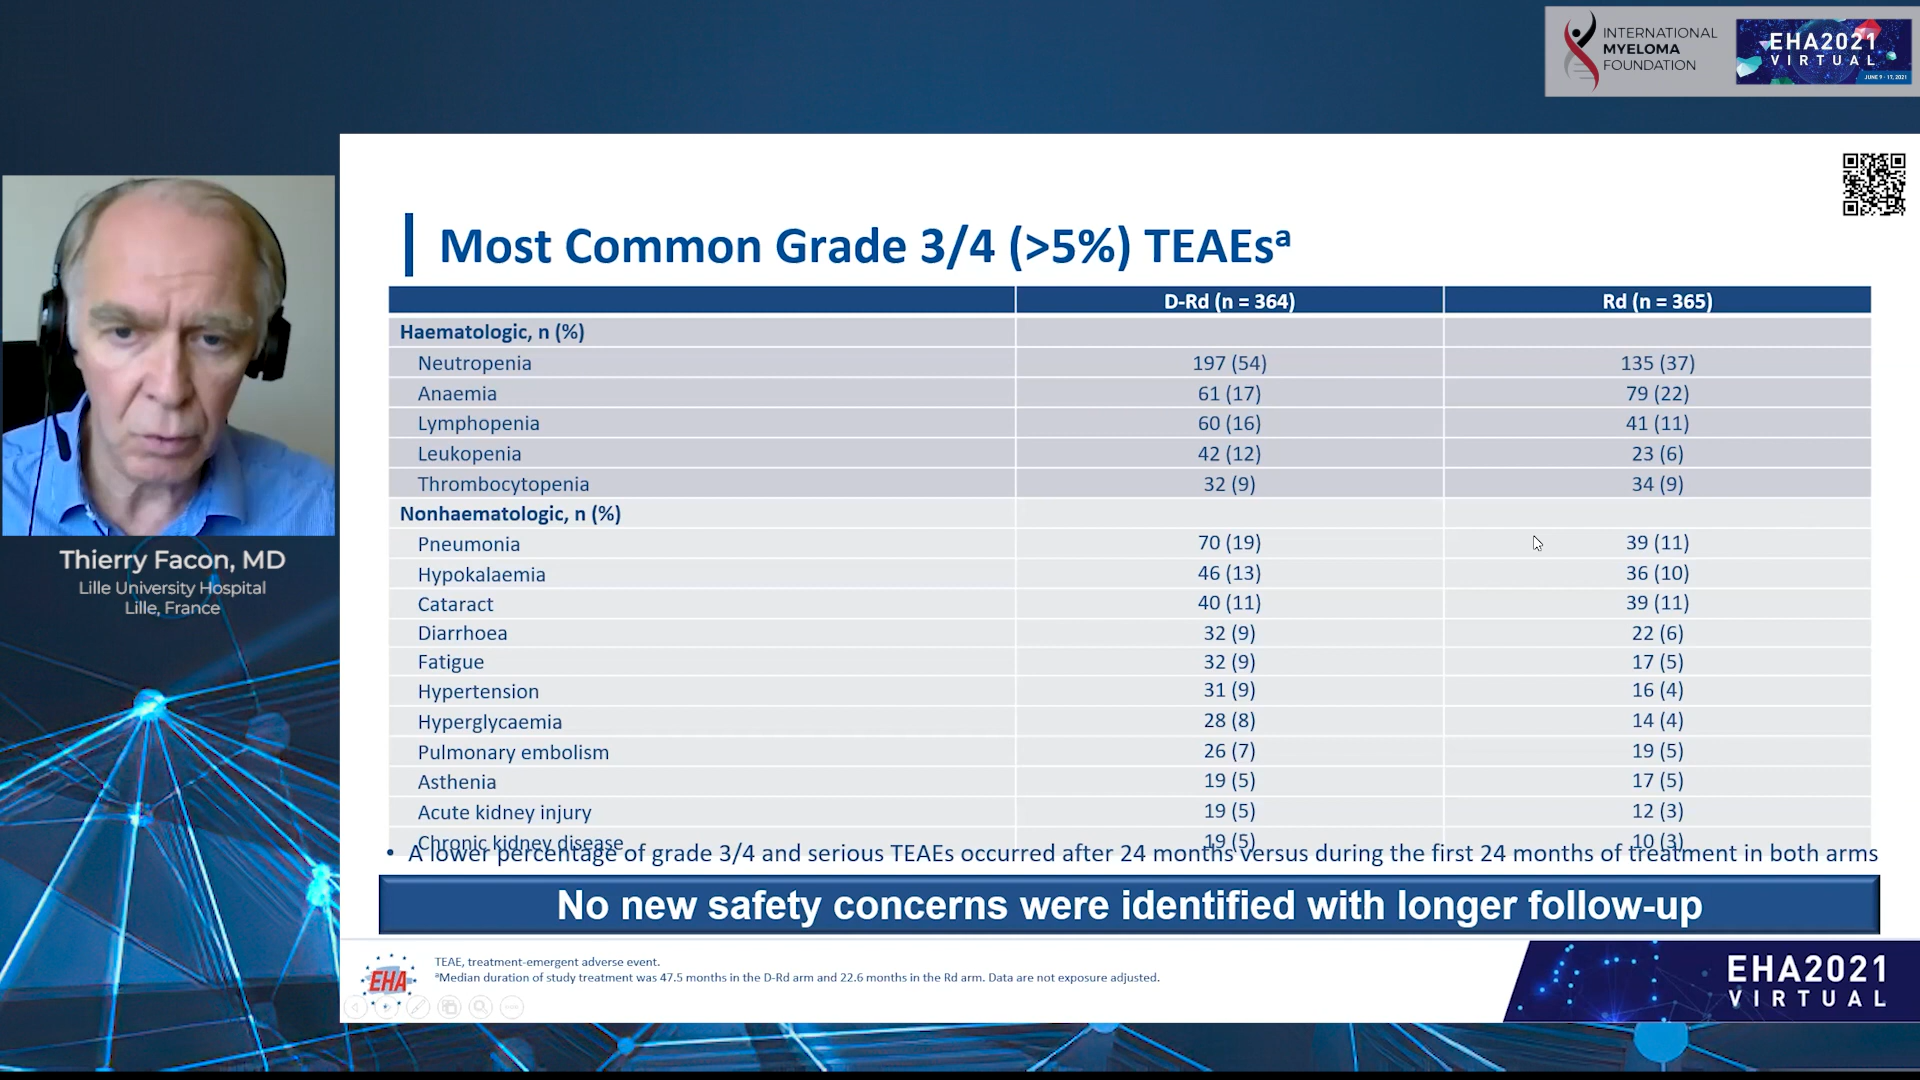 INTERNATIONAL
MYELOMA
FOUNDATION
EHA2021
VIRTUAL
JUNE 9 - 17, 2021
Thierry Facon, MD
Lille University Hospital
Lille, France
Most Common Grade 3/4 (>5%) TEAEsᵃ
D-Rd (n = 364) Rd (n = 365)
Haematologic, n (%)
Neutropenia 197 (54) 135 (37)
Anaemia 61 (17) 79 (22)
Lymphopenia 60 (16) 41 (11)
Leukopenia 42 (12) 23 (6)
Thrombocytopenia 32 (9) 34 (9)
Nonhaematologic, n (%)
Pneumonia 70 (19) 39 (11)
Hypokalaemia 46 (13) 36 (10)
Cataract 40 (11) 39 (11)
Diarrhoea 32 (9) 22 (6)
Fatigue 32 (9) 17 (5)
Hypertension 31 (9) 16 (4)
Hyperglycaemia 28 (8) 14 (4)
Pulmonary embolism 26 (7) 19 (5)
Asthenia 19 (5) 17 (5)
Acute kidney injury 19 (5) 12 (3)
Chronic kidney disease 19 (5) 10 (3)
• A lower percentage of grade 3/4 and serious TEAEs occurred after 24 months versus during the first 24 months of treatment in both arms
No new safety concerns were identified with longer follow-up
EHA
TEAE, treatment-emergent adverse event.
ᵃMedian duration of study treatment was 47.5 months in the D-Rd arm and 22.6 months in the Rd arm. Data are not exposure adjusted.
EHA2021
VIRTUAL